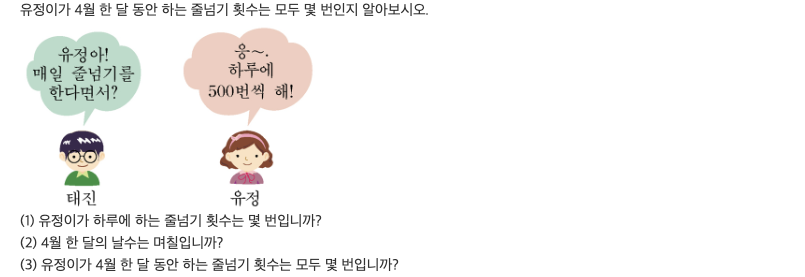 유정이가 4월 한 달 동안 하는 줄넘기 횟수는 모두 몇 번인지 알아보시오.
유정아!
매일 줄넘기를
한다면서?
응~.
하루에
500번씩 해!
태진
유정
(1) 유정이가 하루에 하는 줄넘기 횟수는 몇 번입니까?
(2) 4월 한 달의 날수는 며칠입니까?
(3) 유정이가 4월 한 달 동안 하는 줄넘기 횟수는 모두 몇 번입니까?